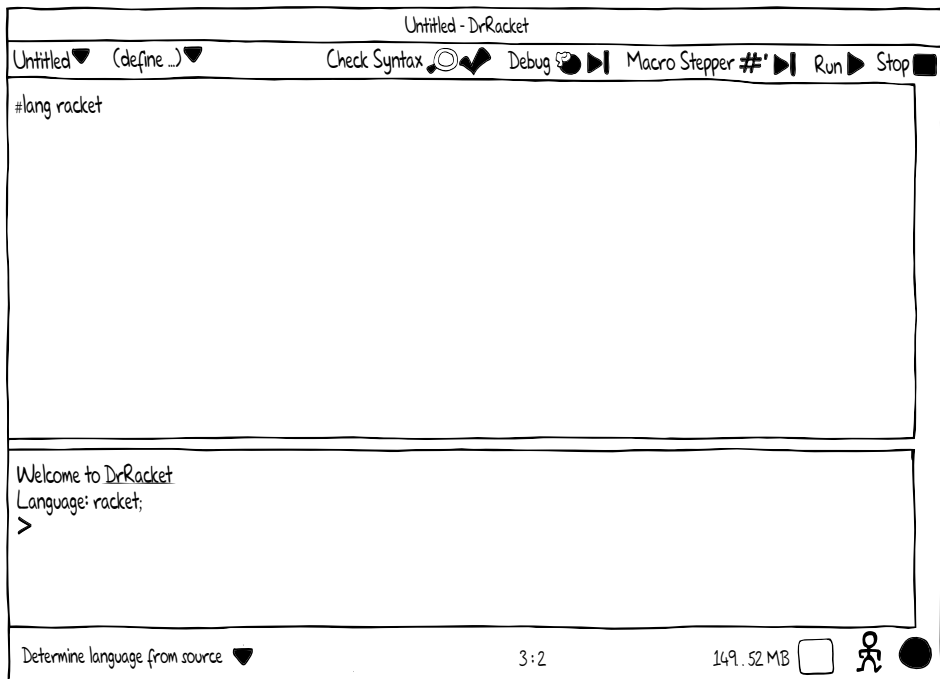 Untitled - DrRacket
Untitled (define ...) Check Syntax Debug Macro Stepper #' Run Stop
#lang racket
Welcome to DrRacket
Language: racket;
>
Determine language from source 3:2 149.52 MB